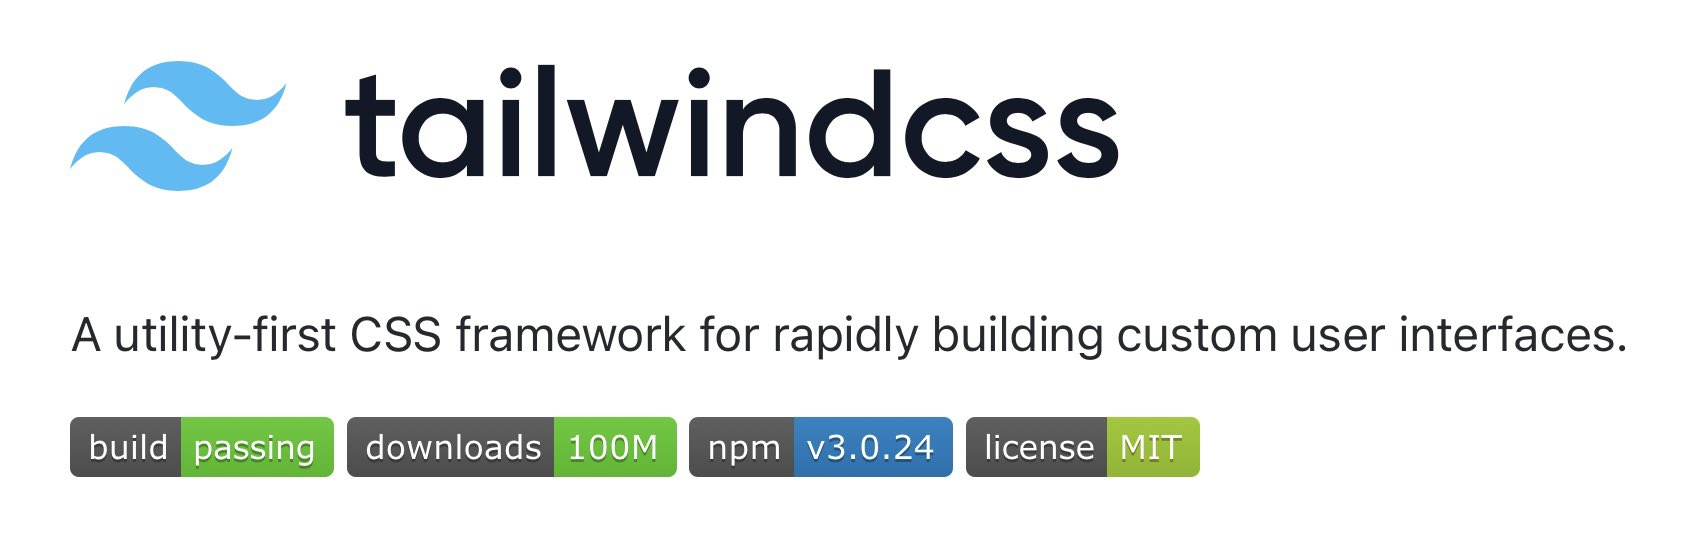 tailwindcss
A utility-first CSS framework for rapidly building custom user interfaces.
build passing downloads 100M npm v3.0.24 license MIT